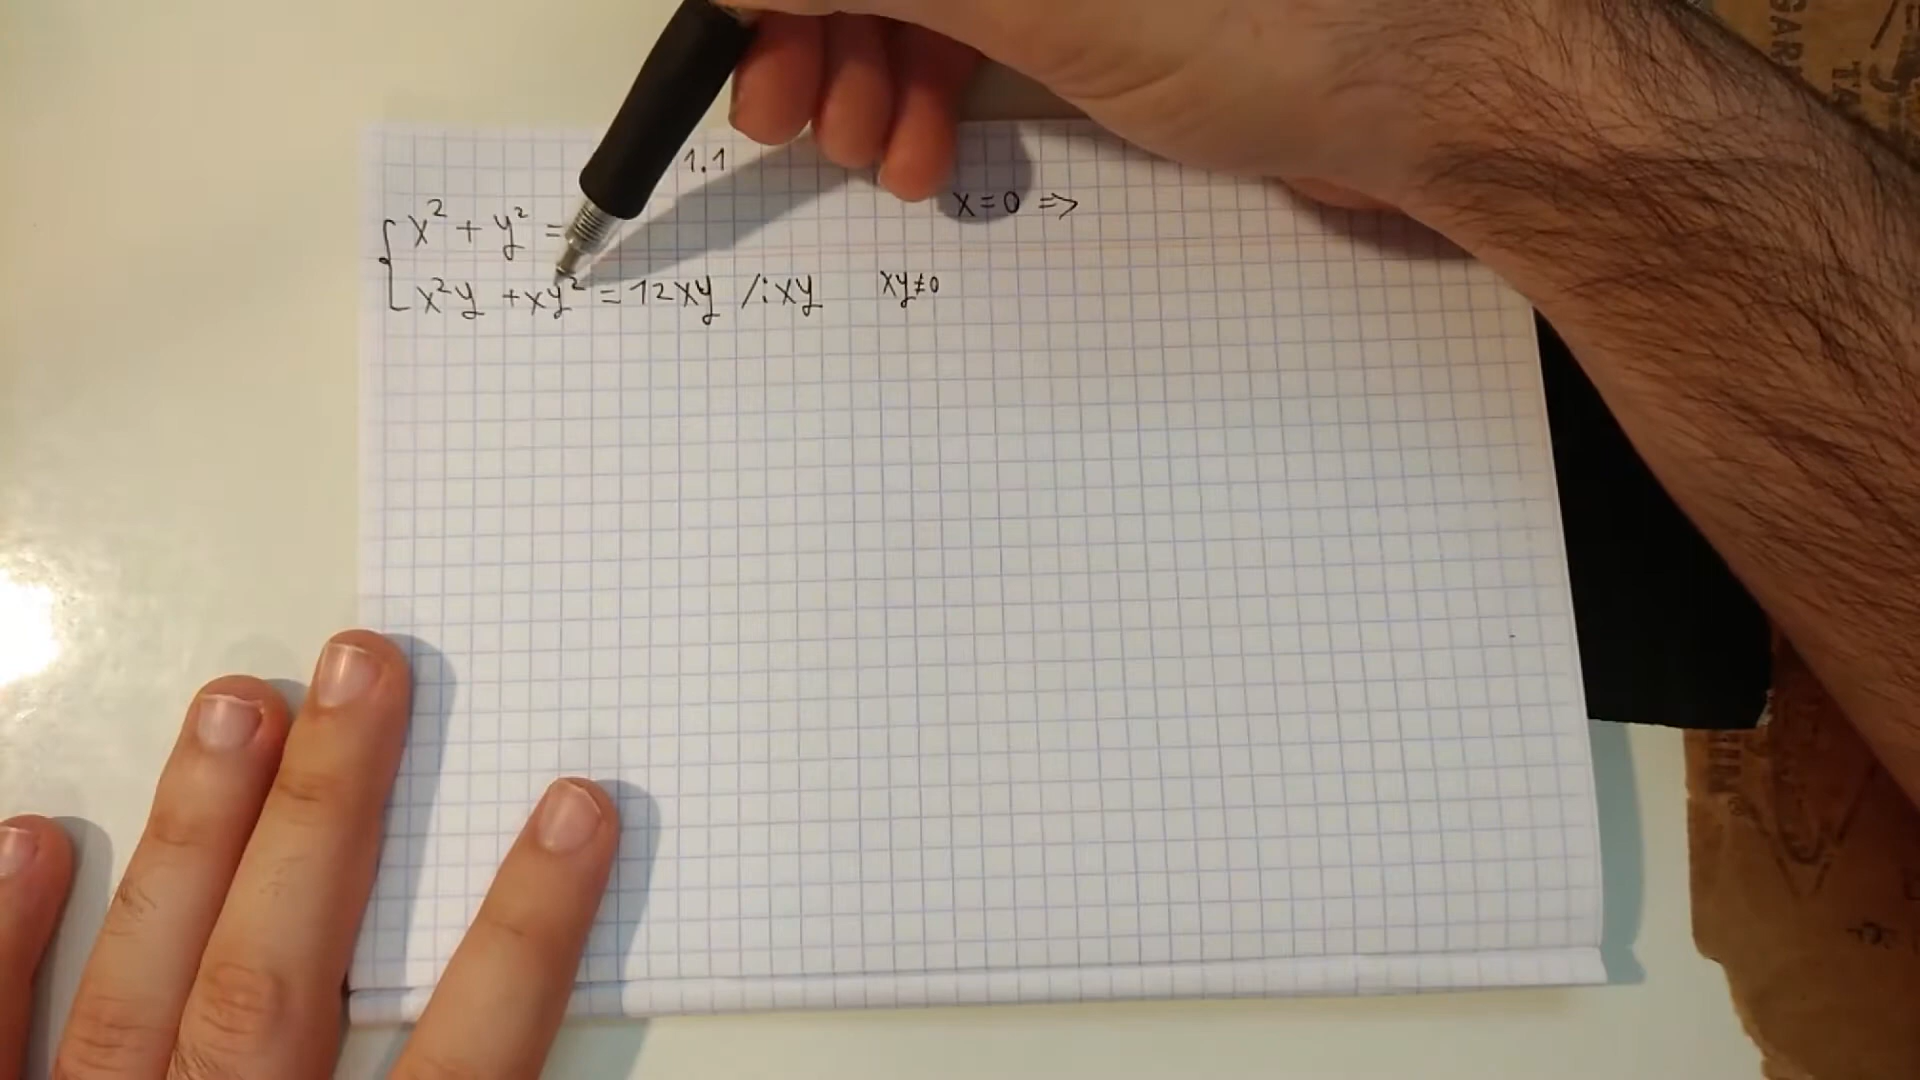 1.1
x² + y² =
x = 0 =>
x²y + xy² = 12xy /: xy xy ≠ 0